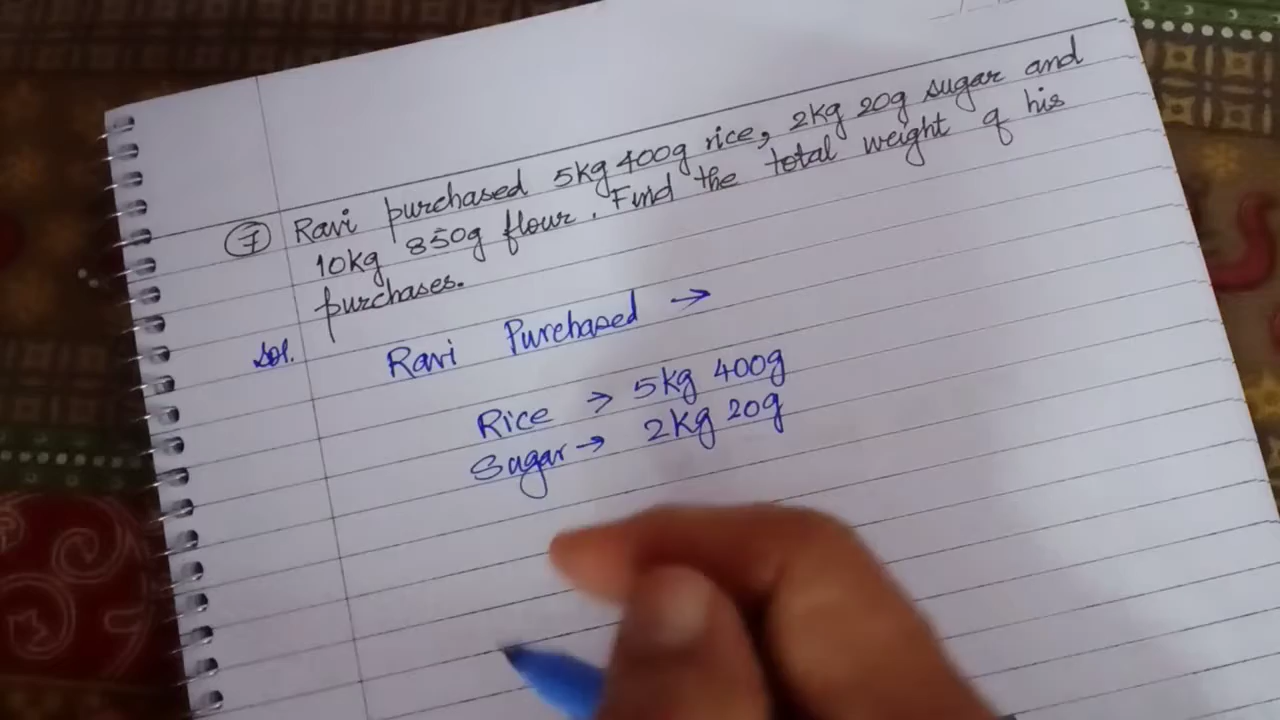 7 Ravi purchased 5kg 400g rice, 2kg 20g sugar and
10kg 850g flour. Find the total weight of his
purchases.
Sol. Ravi Purchased →
Rice → 5kg 400g
Sugar → 2kg 20g